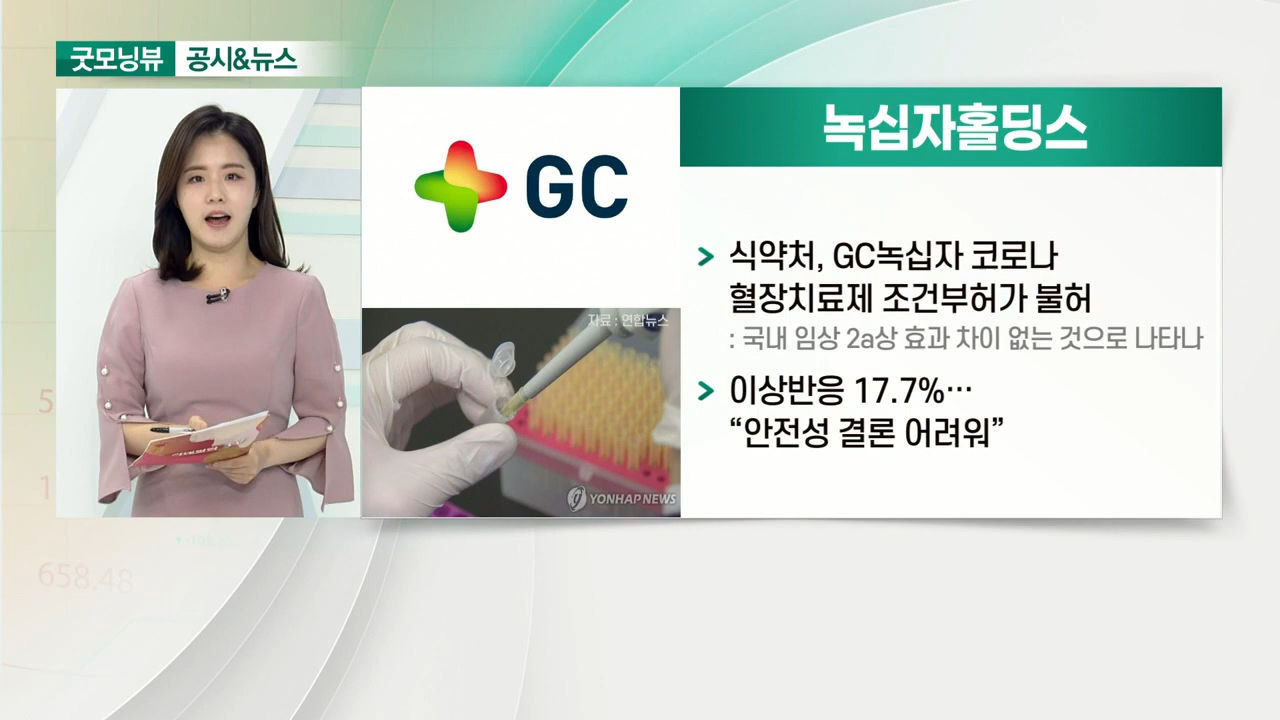 굿모닝뷰 공시&뉴스
GC
녹십자홀딩스
식약처, GC녹십자 코로나
혈장치료제 조건부허가 불허
: 국내 임상 2a상 효과 차이 없는 것으로 나타나
이상반응 17.7%…
“안전성 결론 어려워”
자료 : 연합뉴스
YONHAP NEWS
658.48